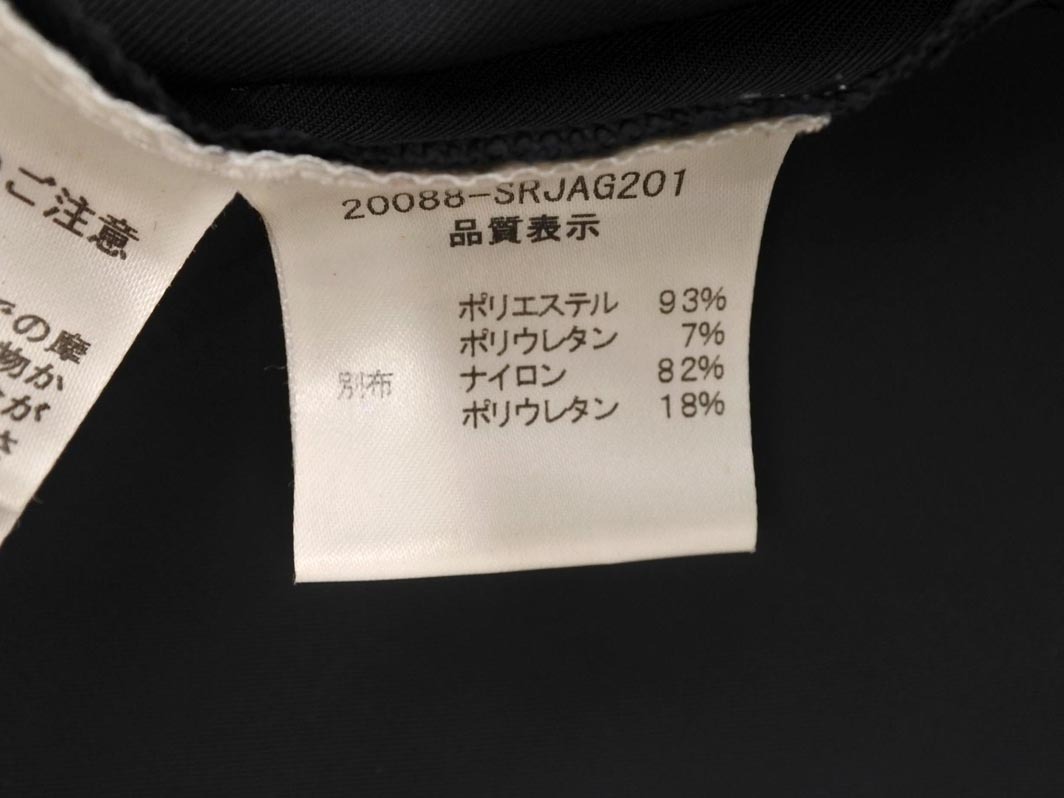 ご注意
の摩
物か
が
20088-SRJAG201
品質表示
ポリエステル 93%
ポリウレタン 7%
別布 ナイロン 82%
ポリウレタン 18%